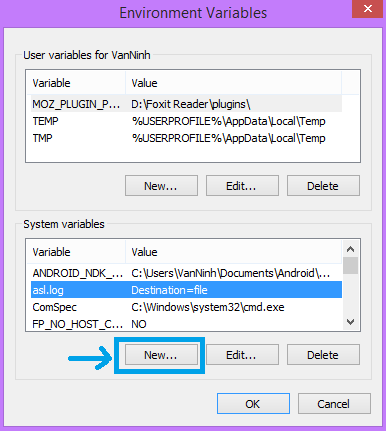 Environment Variables
User variables for VanNinh
Variable Value
MOZ_PLUGIN_P... D:\Foxit Reader\plugins\
TEMP %USERPROFILE%\AppData\Local\Temp
TMP %USERPROFILE%\AppData\Local\Temp
New... Edit... Delete
System variables
Variable Value
ANDROID_NDK_... C:\Users\VanNinh\Documents\Android\...
asl.log Destination=file
ComSpec C:\Windows\system32\cmd.exe
FP_NO_HOST_C... NO
New... Edit... Delete
OK Cancel